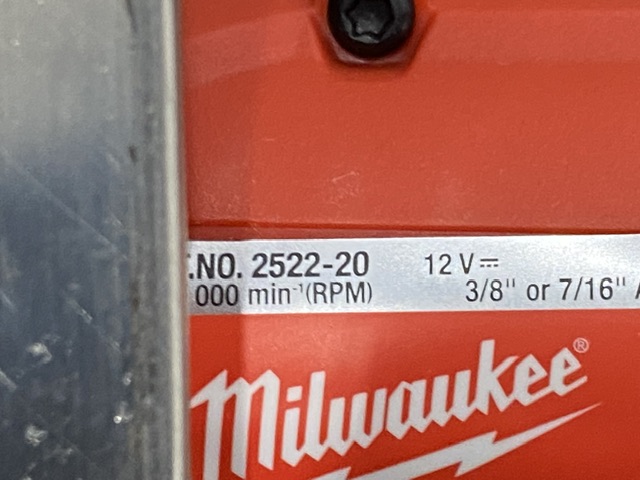 .NO. 2522-20 12 V⎓
000 min⁻¹(RPM) 3/8" or 7/16"
Milwaukee®